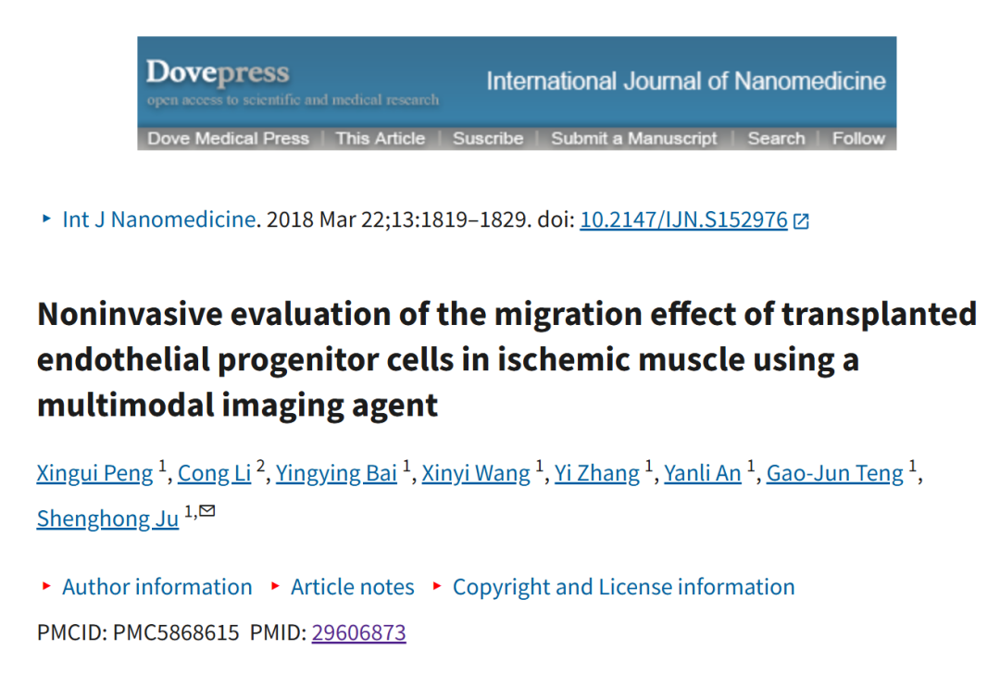 Dovepress
open access to scientific and medical research
International Journal of Nanomedicine
Dove Medical Press | This Article | Suscribe | Submit a Manuscript | Search | Follow
Int J Nanomedicine. 2018 Mar 22;13:1819–1829. doi: 10.2147/IJN.S152976
Noninvasive evaluation of the migration effect of transplanted
endothelial progenitor cells in ischemic muscle using a
multimodal imaging agent
Xingui Peng 1, Cong Li 2, Yingying Bai 1, Xinyi Wang 1, Yi Zhang 1, Yanli An 1, Gao-Jun Teng 1,
Shenghong Ju 1,✉
Author information Article notes Copyright and License information
PMCID: PMC5868615 PMID: 29606873